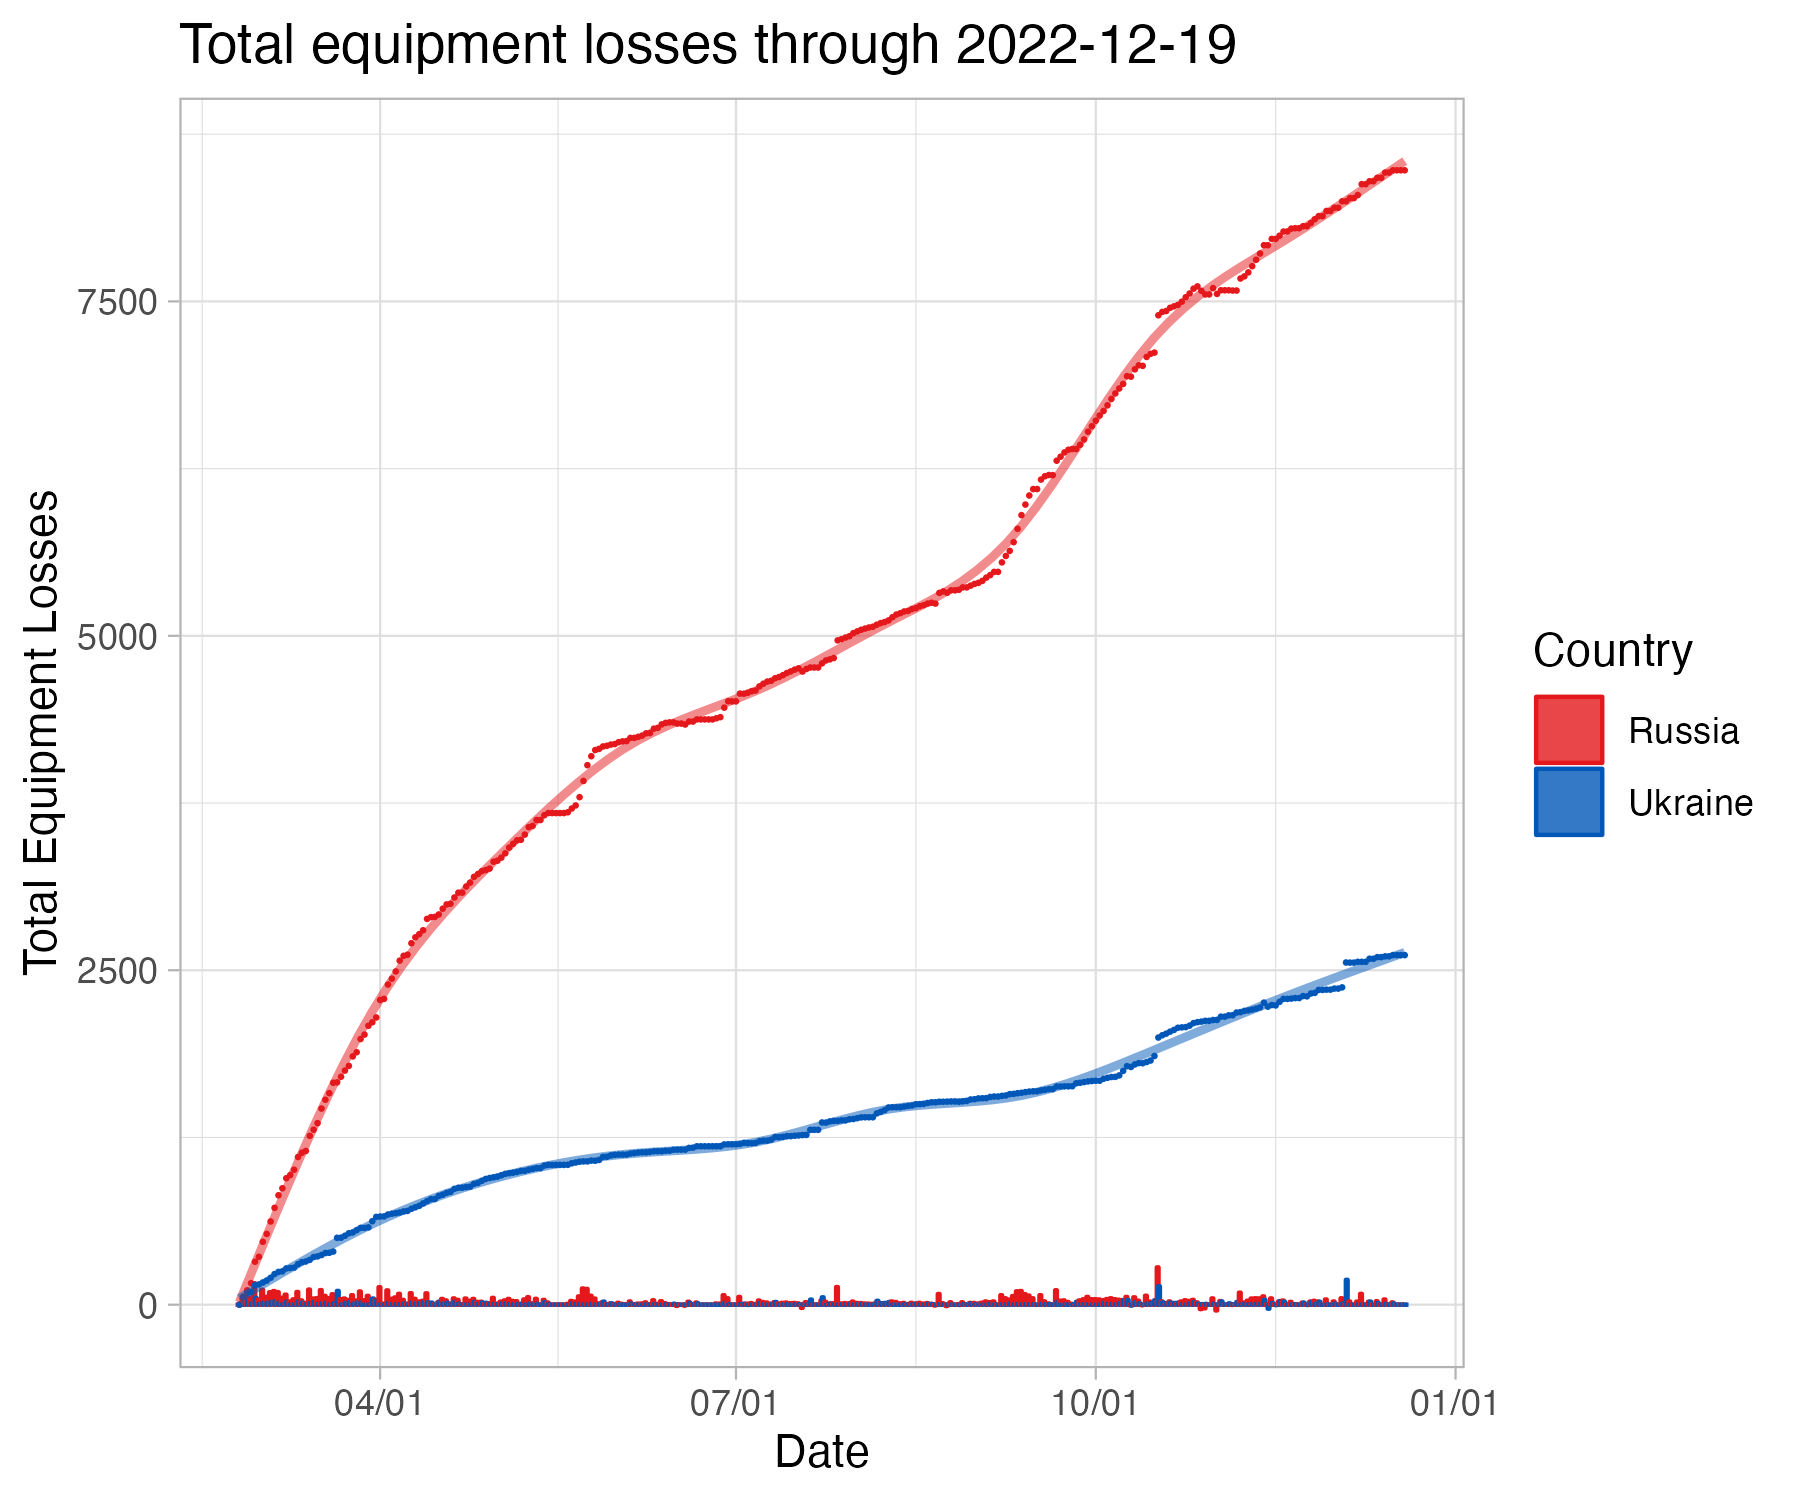 Total equipment losses through 2022-12-19
Total Equipment Losses
7500
5000
2500
0
04/01
07/01
10/01
01/01
Date
Country
Russia
Ukraine